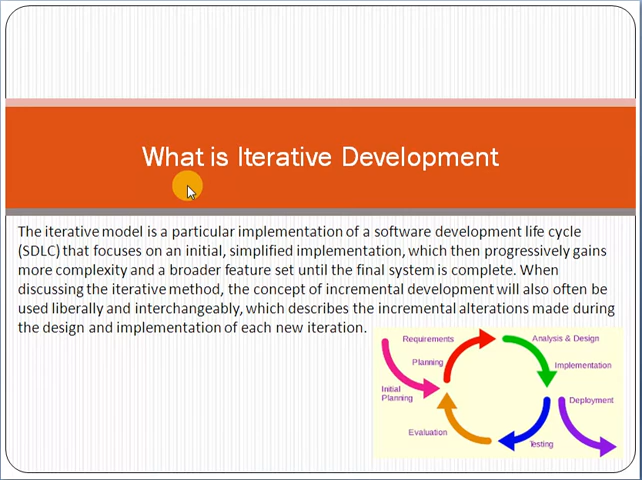 What is Iterative Development
The iterative model is a particular implementation of a software development life cycle
(SDLC) that focuses on an initial, simplified implementation, which then progressively gains
more complexity and a broader feature set until the final system is complete. When
discussing the iterative method, the concept of incremental development will also often be
used liberally and interchangeably, which describes the incremental alterations made during
the design and implementation of each new iteration.
Requirements
Analysis & Design
Planning
Implementation
Initial
Planning
Deployment
Evaluation
Testing